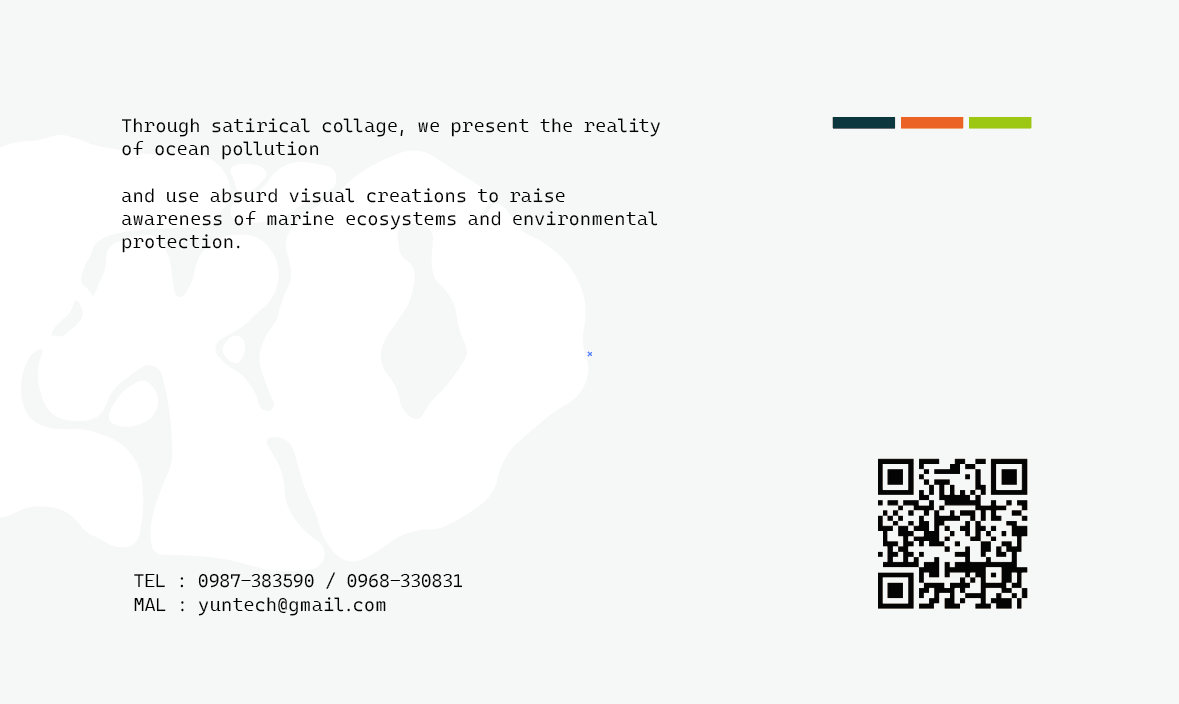 Through satirical collage, we present the reality
of ocean pollution
and use absurd visual creations to raise
awareness of marine ecosystems and environmental
protection.
TEL : 0987-383590 / 0968-330831
MAL : yuntech@gmail.com